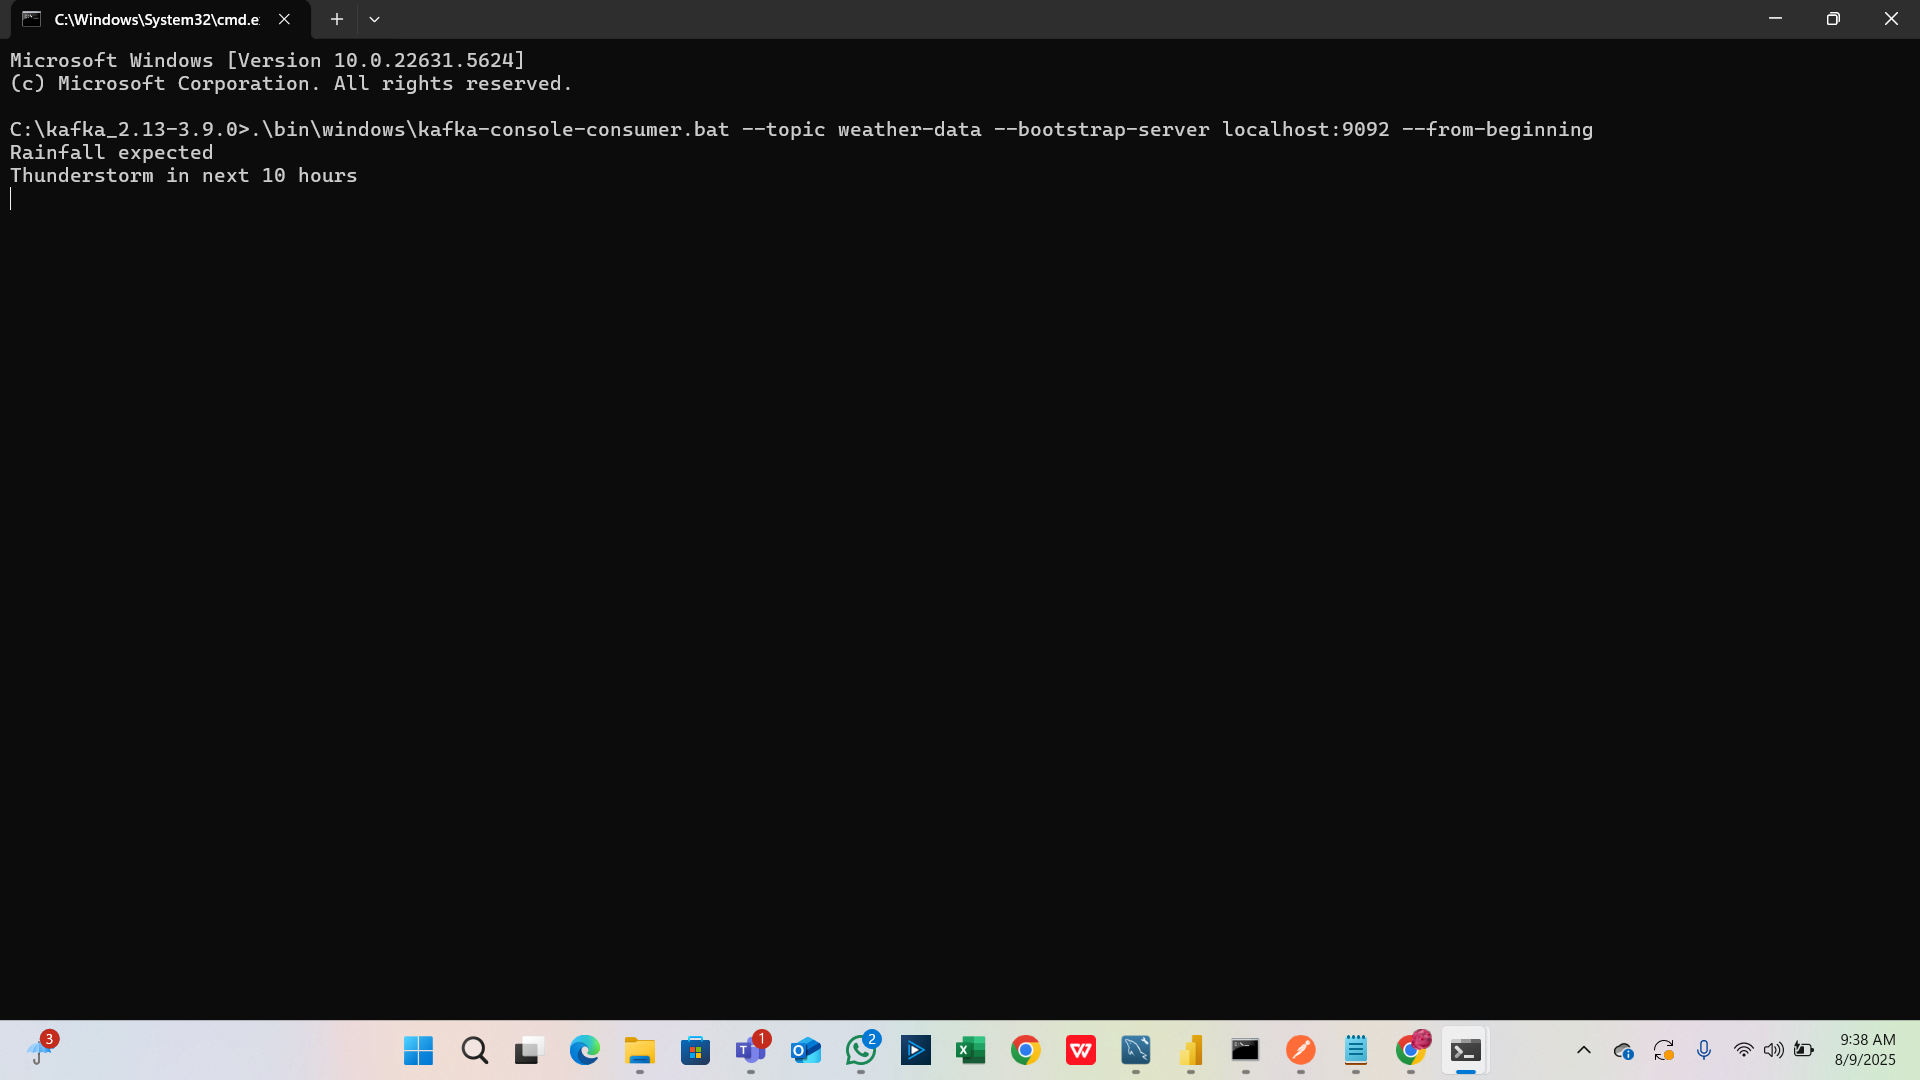 C:\Windows\System32\cmd.e
Microsoft Windows [Version 10.0.22631.5624]
(c) Microsoft Corporation. All rights reserved.
C:\kafka_2.13-3.9.0>.\bin\windows\kafka-console-consumer.bat --topic weather-data --bootstrap-server localhost:9092 --from-beginning
Rainfall expected
Thunderstorm in next 10 hours
3
1
2
9:38 AM
8/9/2025